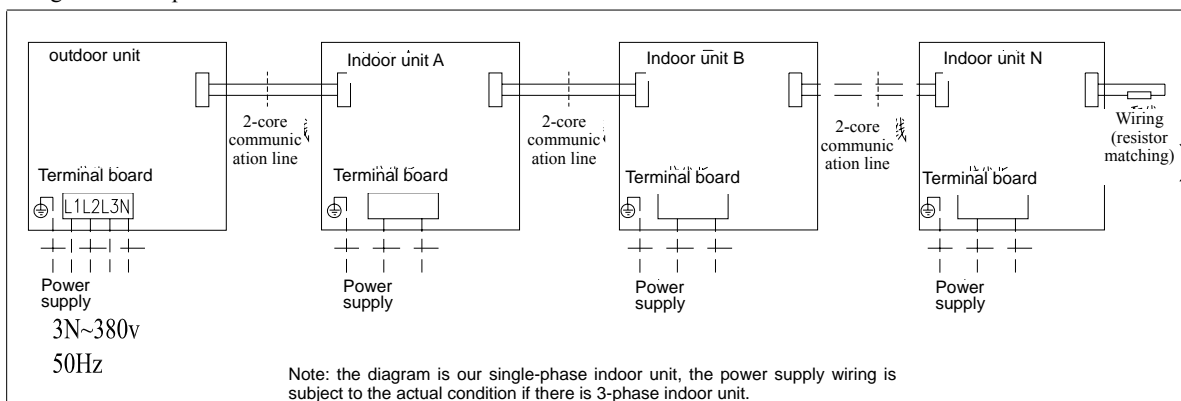 outdoor unit
Indoor unit A
Indoor unit B
Indoor unit N
2-core
communic
ation line
2-core
communic
ation line
2-core
communic
ation line
Wiring
(resistor
matching)
Terminal board
Terminal board
Terminal board
Terminal board
L1L2L3N
Power
supply
Power
supply
Power
supply
Power
supply
3N~380v
50Hz
Note: the diagram is our single-phase indoor unit, the power supply wiring is
subject to the actual condition if there is 3-phase indoor unit.